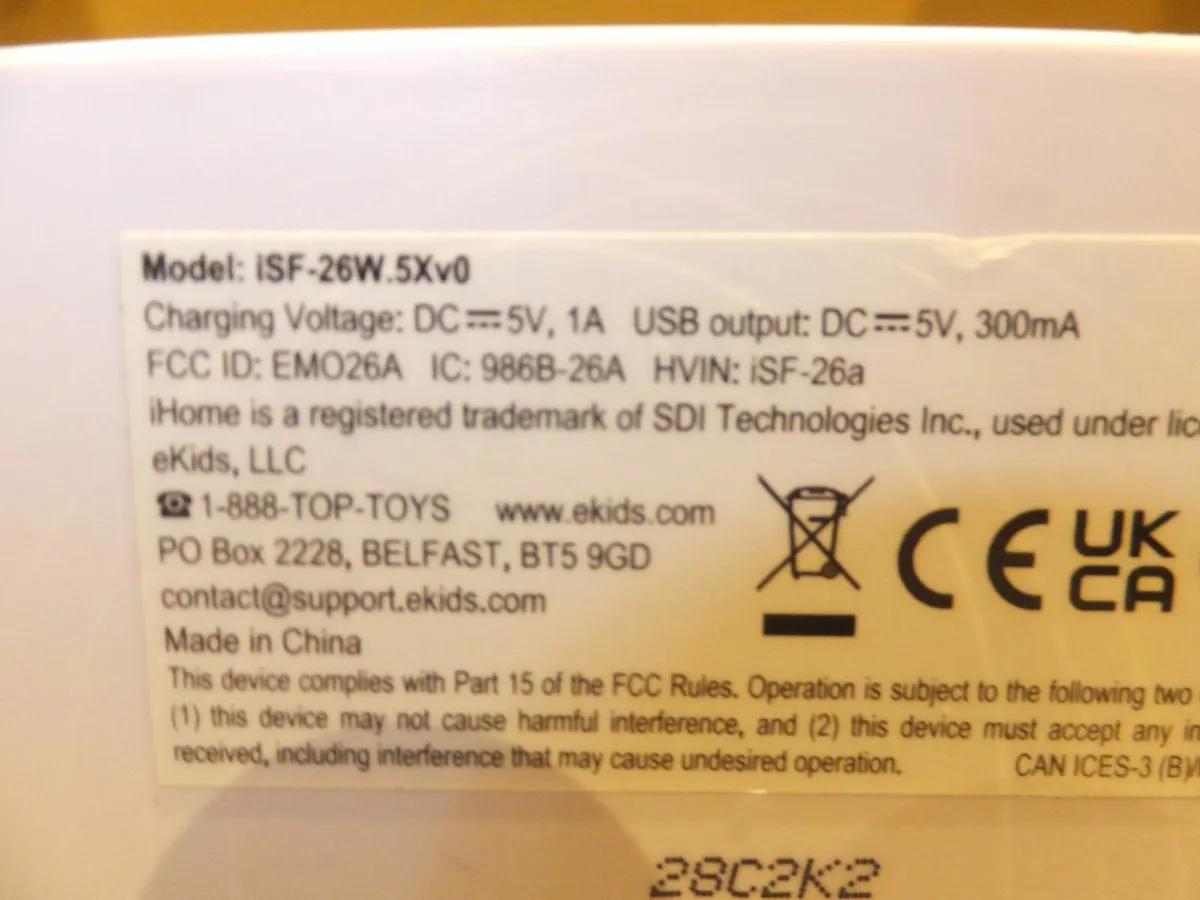 Model: iSF-26W.5Xv0
Charging Voltage: DC⎓5V, 1A USB output: DC⎓5V, 300mA
FCC ID: EMO26A IC: 986B-26A HVIN: iSF-26a
iHome is a registered trademark of SDI Technologies Inc., used under lic
eKids, LLC
☎ 1-888-TOP-TOYS www.ekids.com
PO Box 2228, BELFAST, BT5 9GD
contact@support.ekids.com
Made in China
CE UK
CA
This device complies with Part 15 of the FCC Rules. Operation is subject to the following two
(1) this device may not cause harmful interference, and (2) this device must accept any in
received, including interference that may cause undesired operation. CAN ICES-3 (B)/
28C2K2